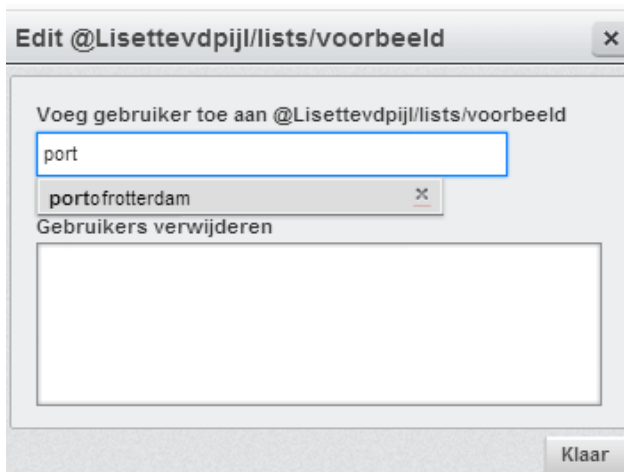 Edit @Lisettevdpijl/lists/voorbeeld
Voeg gebruiker toe aan @Lisettevdpijl/lists/voorbeeld
port
portofrotterdam
Gebruikers verwijderen
Klaar